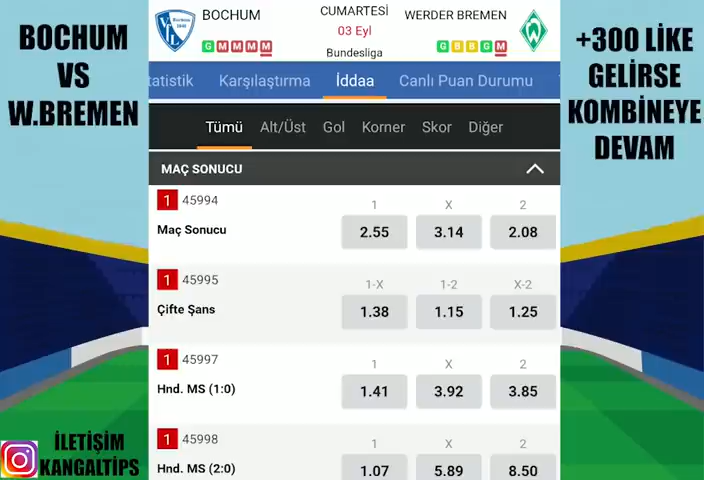 BOCHUM
VS
W.BREMEN
BOCHUM
G M M M M
CUMARTESİ
03 Eyl
Bundesliga
WERDER BREMEN
G B B G M
+300 LİKE
GELİRSE
KOMBİNEYE
DEVAM
tatistik Karşılaştırma İddaa Canlı Puan Durumu
Tümü Alt/Üst Gol Korner Skor Diğer
MAÇ SONUCU
1 45994 1 X 2
Maç Sonucu 2.55 3.14 2.08
1 45995 1-X 1-2 X-2
Çifte Şans 1.38 1.15 1.25
1 45997 1 X 2
Hnd. MS (1:0) 1.41 3.92 3.85
1 45998 1 X 2
Hnd. MS (2:0) 1.07 5.89 8.50
İLETİŞİM
KANGALTİPS